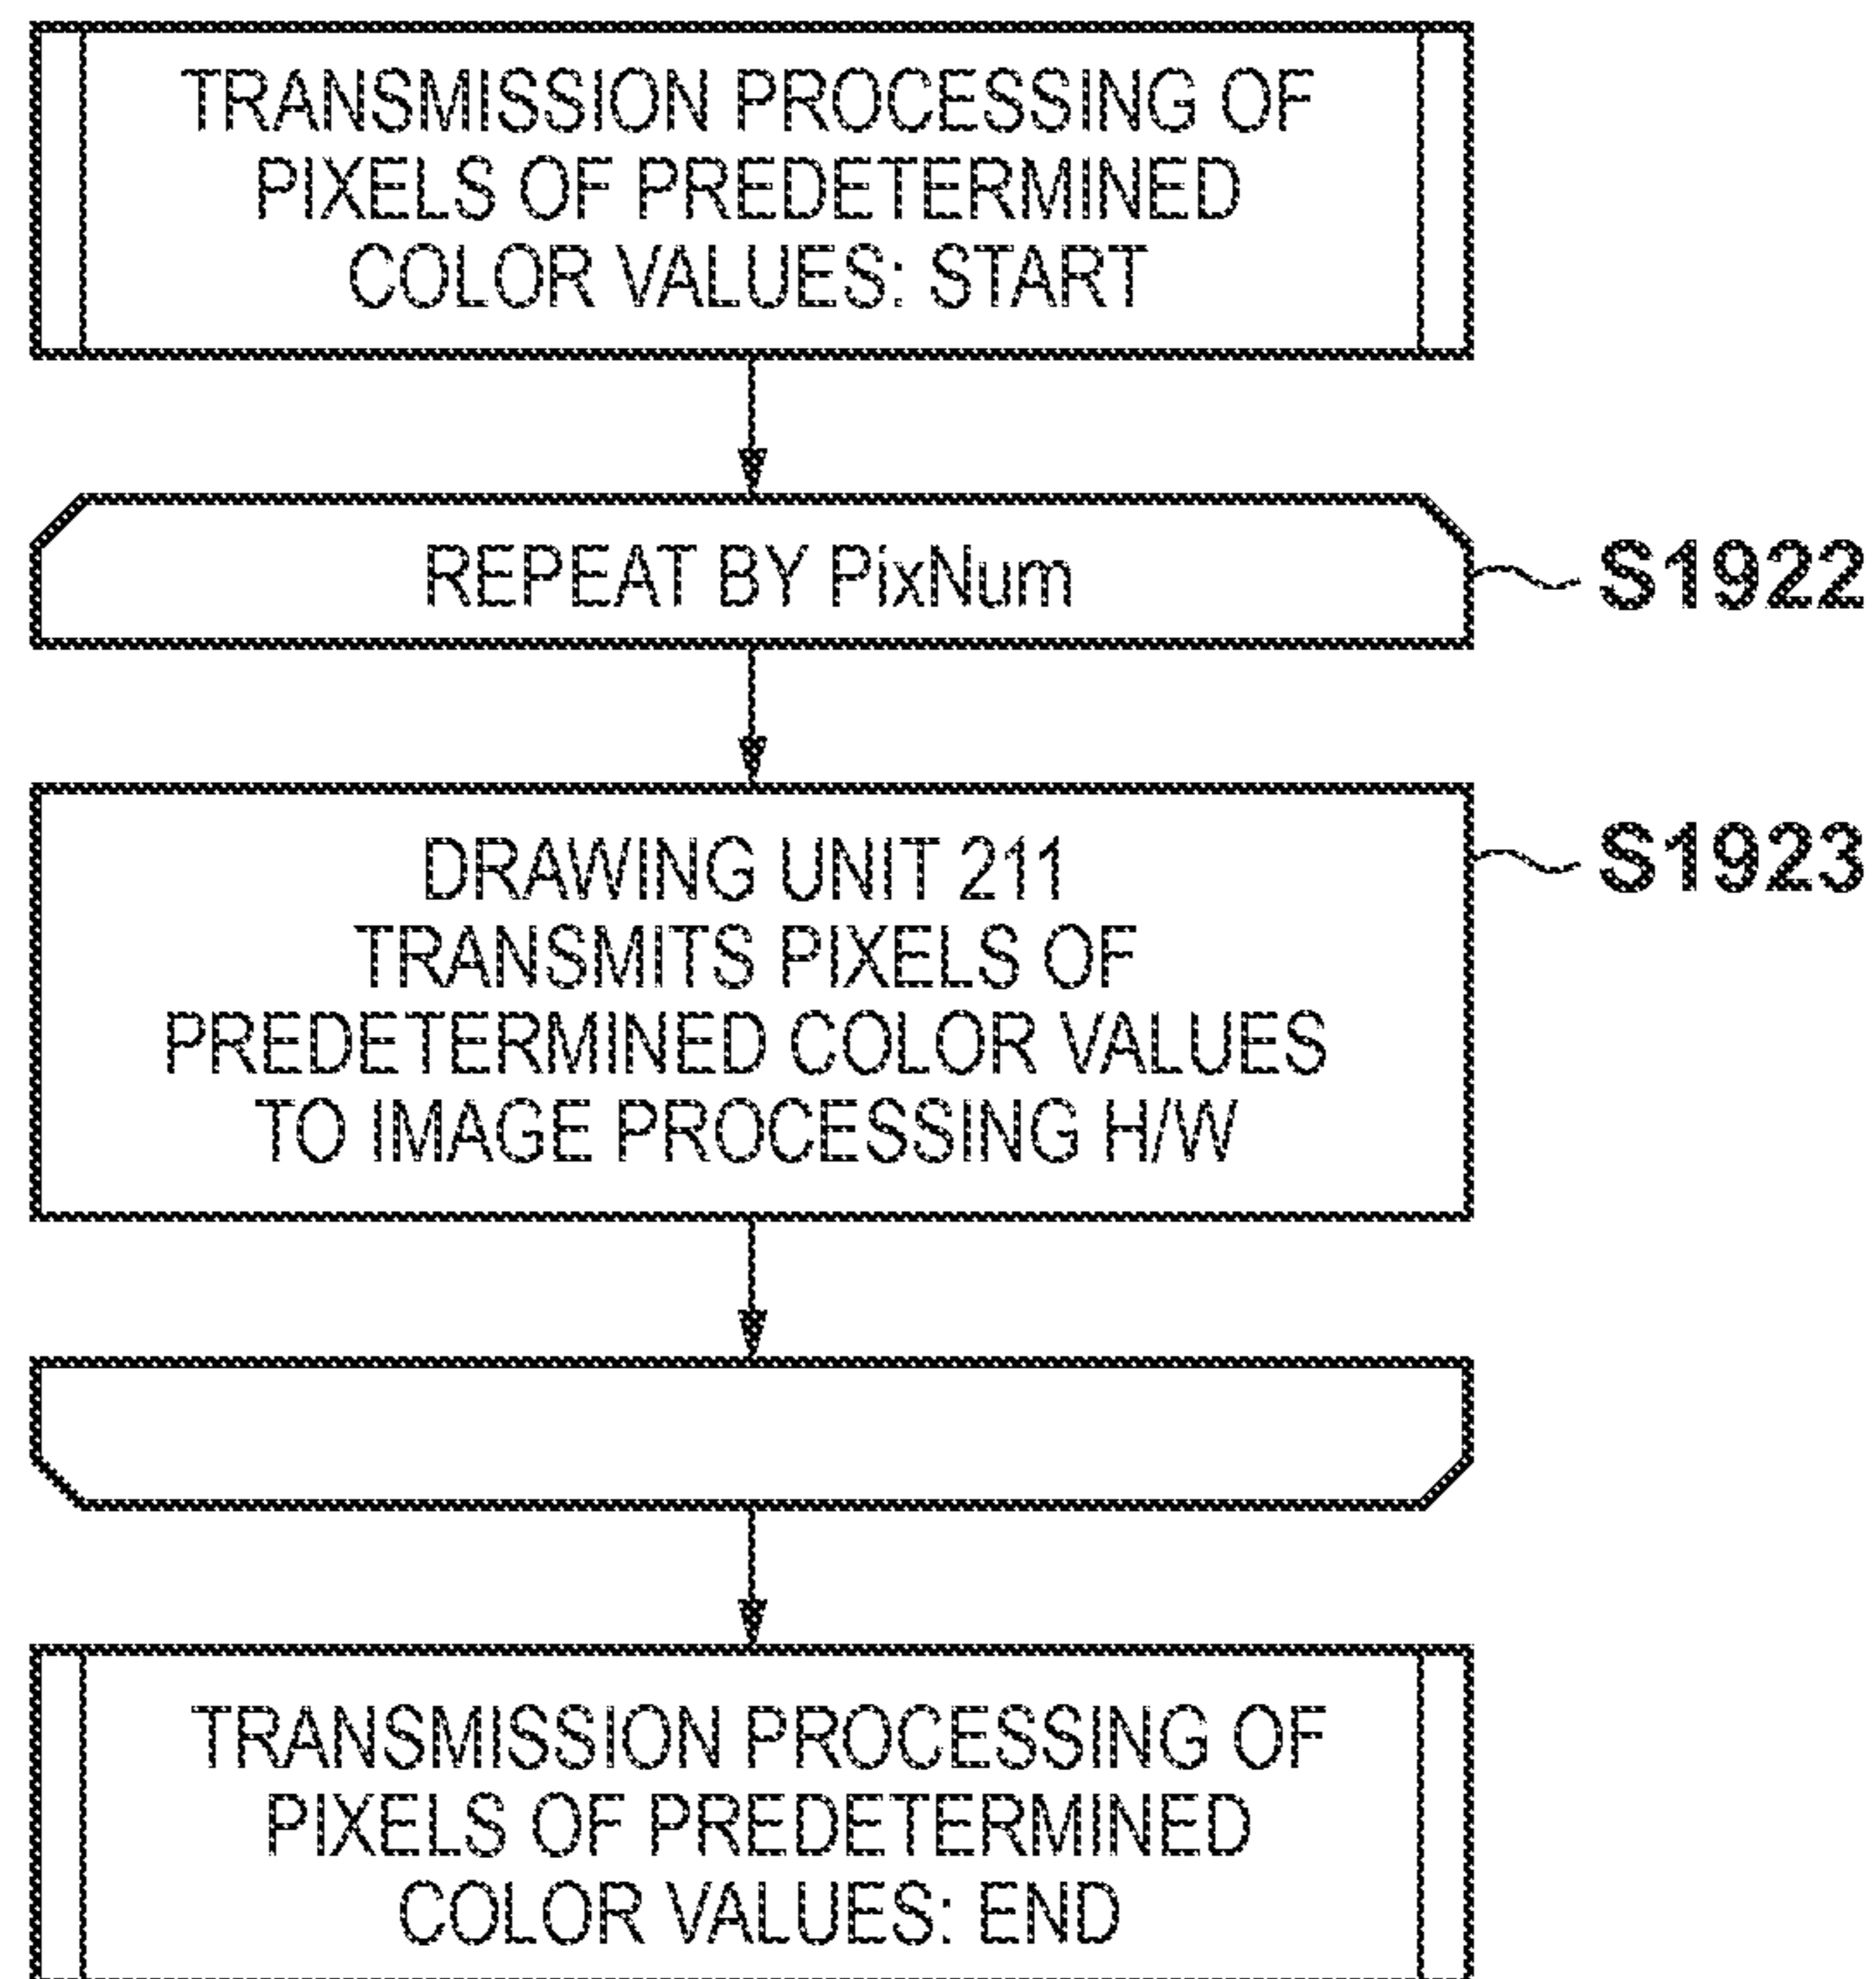 TRANSMISSION PROCESSING OF
PIXELS OF PREDETERMINED
COLOR VALUES: START
REPEAT BY PixNum
S1922
DRAWING UNIT 211
TRANSMITS PIXELS OF
PREDETERMINED COLOR VALUES
TO IMAGE PROCESSING H/W
S1923
TRANSMISSION PROCESSING OF
PIXELS OF PREDETERMINED
COLOR VALUES: END